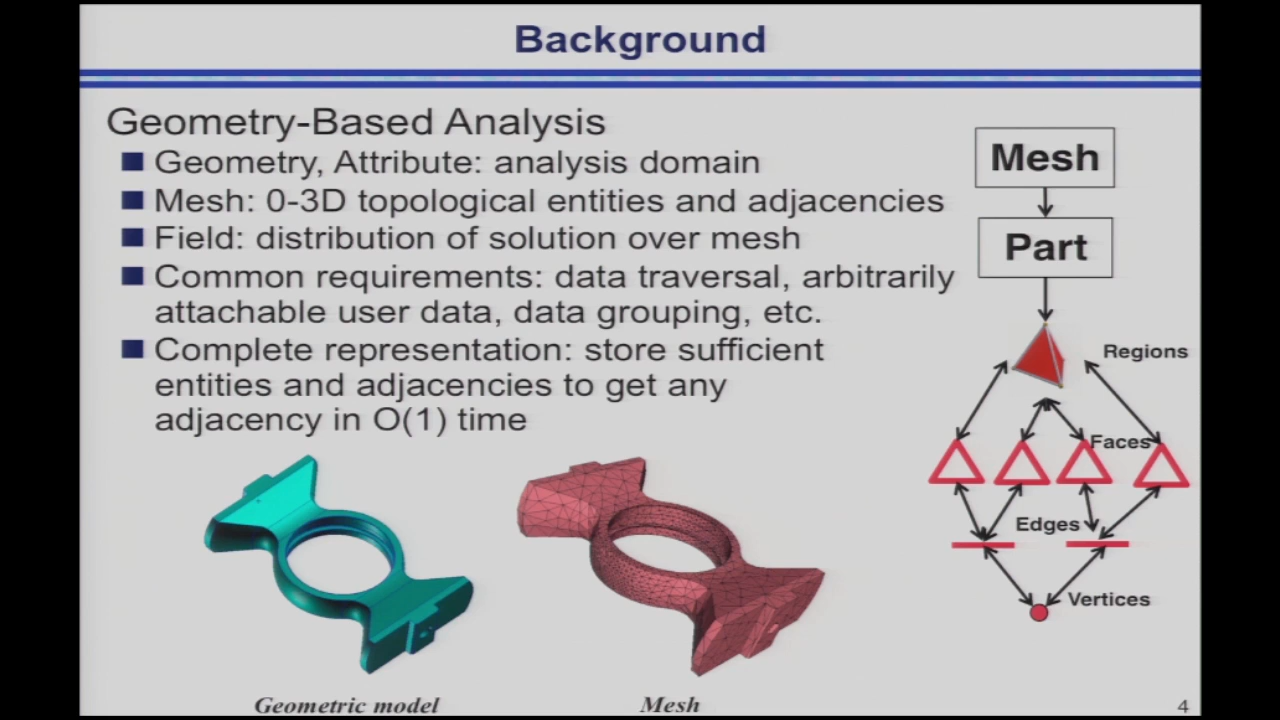 Background
Geometry-Based Analysis
Geometry, Attribute: analysis domain
Mesh: 0-3D topological entities and adjacencies
Field: distribution of solution over mesh
Common requirements: data traversal, arbitrarily
attachable user data, data grouping, etc.
Complete representation: store sufficient
entities and adjacencies to get any
adjacency in O(1) time
Mesh
Part
Regions
Faces
Edges
Vertices
Geometric model
Mesh
4